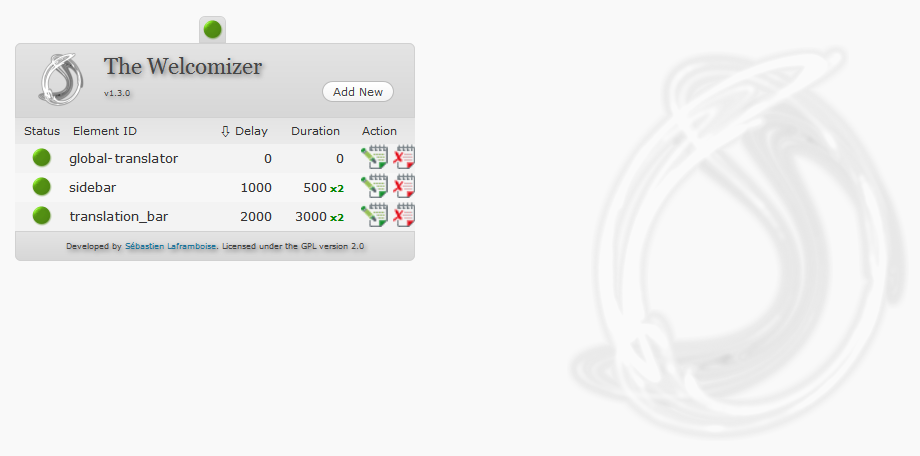 The Welcomizer
v1.3.0
Add New
Status Element ID ⇩ Delay Duration Action
global-translator 0 0
sidebar 1000 500 x2
translation_bar 2000 3000 x2
Developed by Sébastien Laframboise. Licensed under the GPL version 2.0